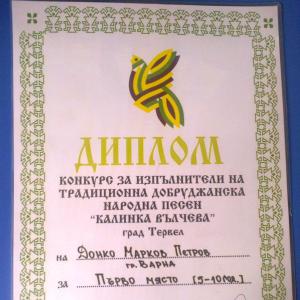 ДИПЛОМ
КОНКУРС ЗА ИЗПЪЛНИТЕЛИ НА
ТРАДИЦИОННА ДОБРУДЖАНСКА
НАРОДНА ПЕСЕН
"КАЛИНКА ВЪЛЧЕВА"
град Тервел
на Донко Марков Петров
гр. Варна
за Първо място (5-10год.)